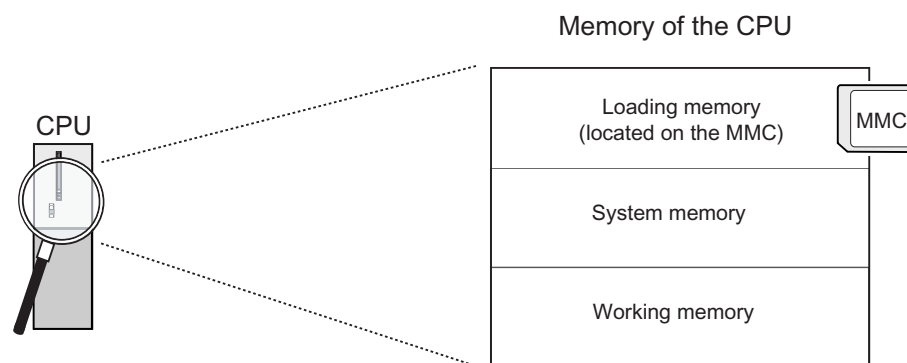 Memory of the CPU
CPU
Loading memory
(located on the MMC)
MMC
System memory
Working memory